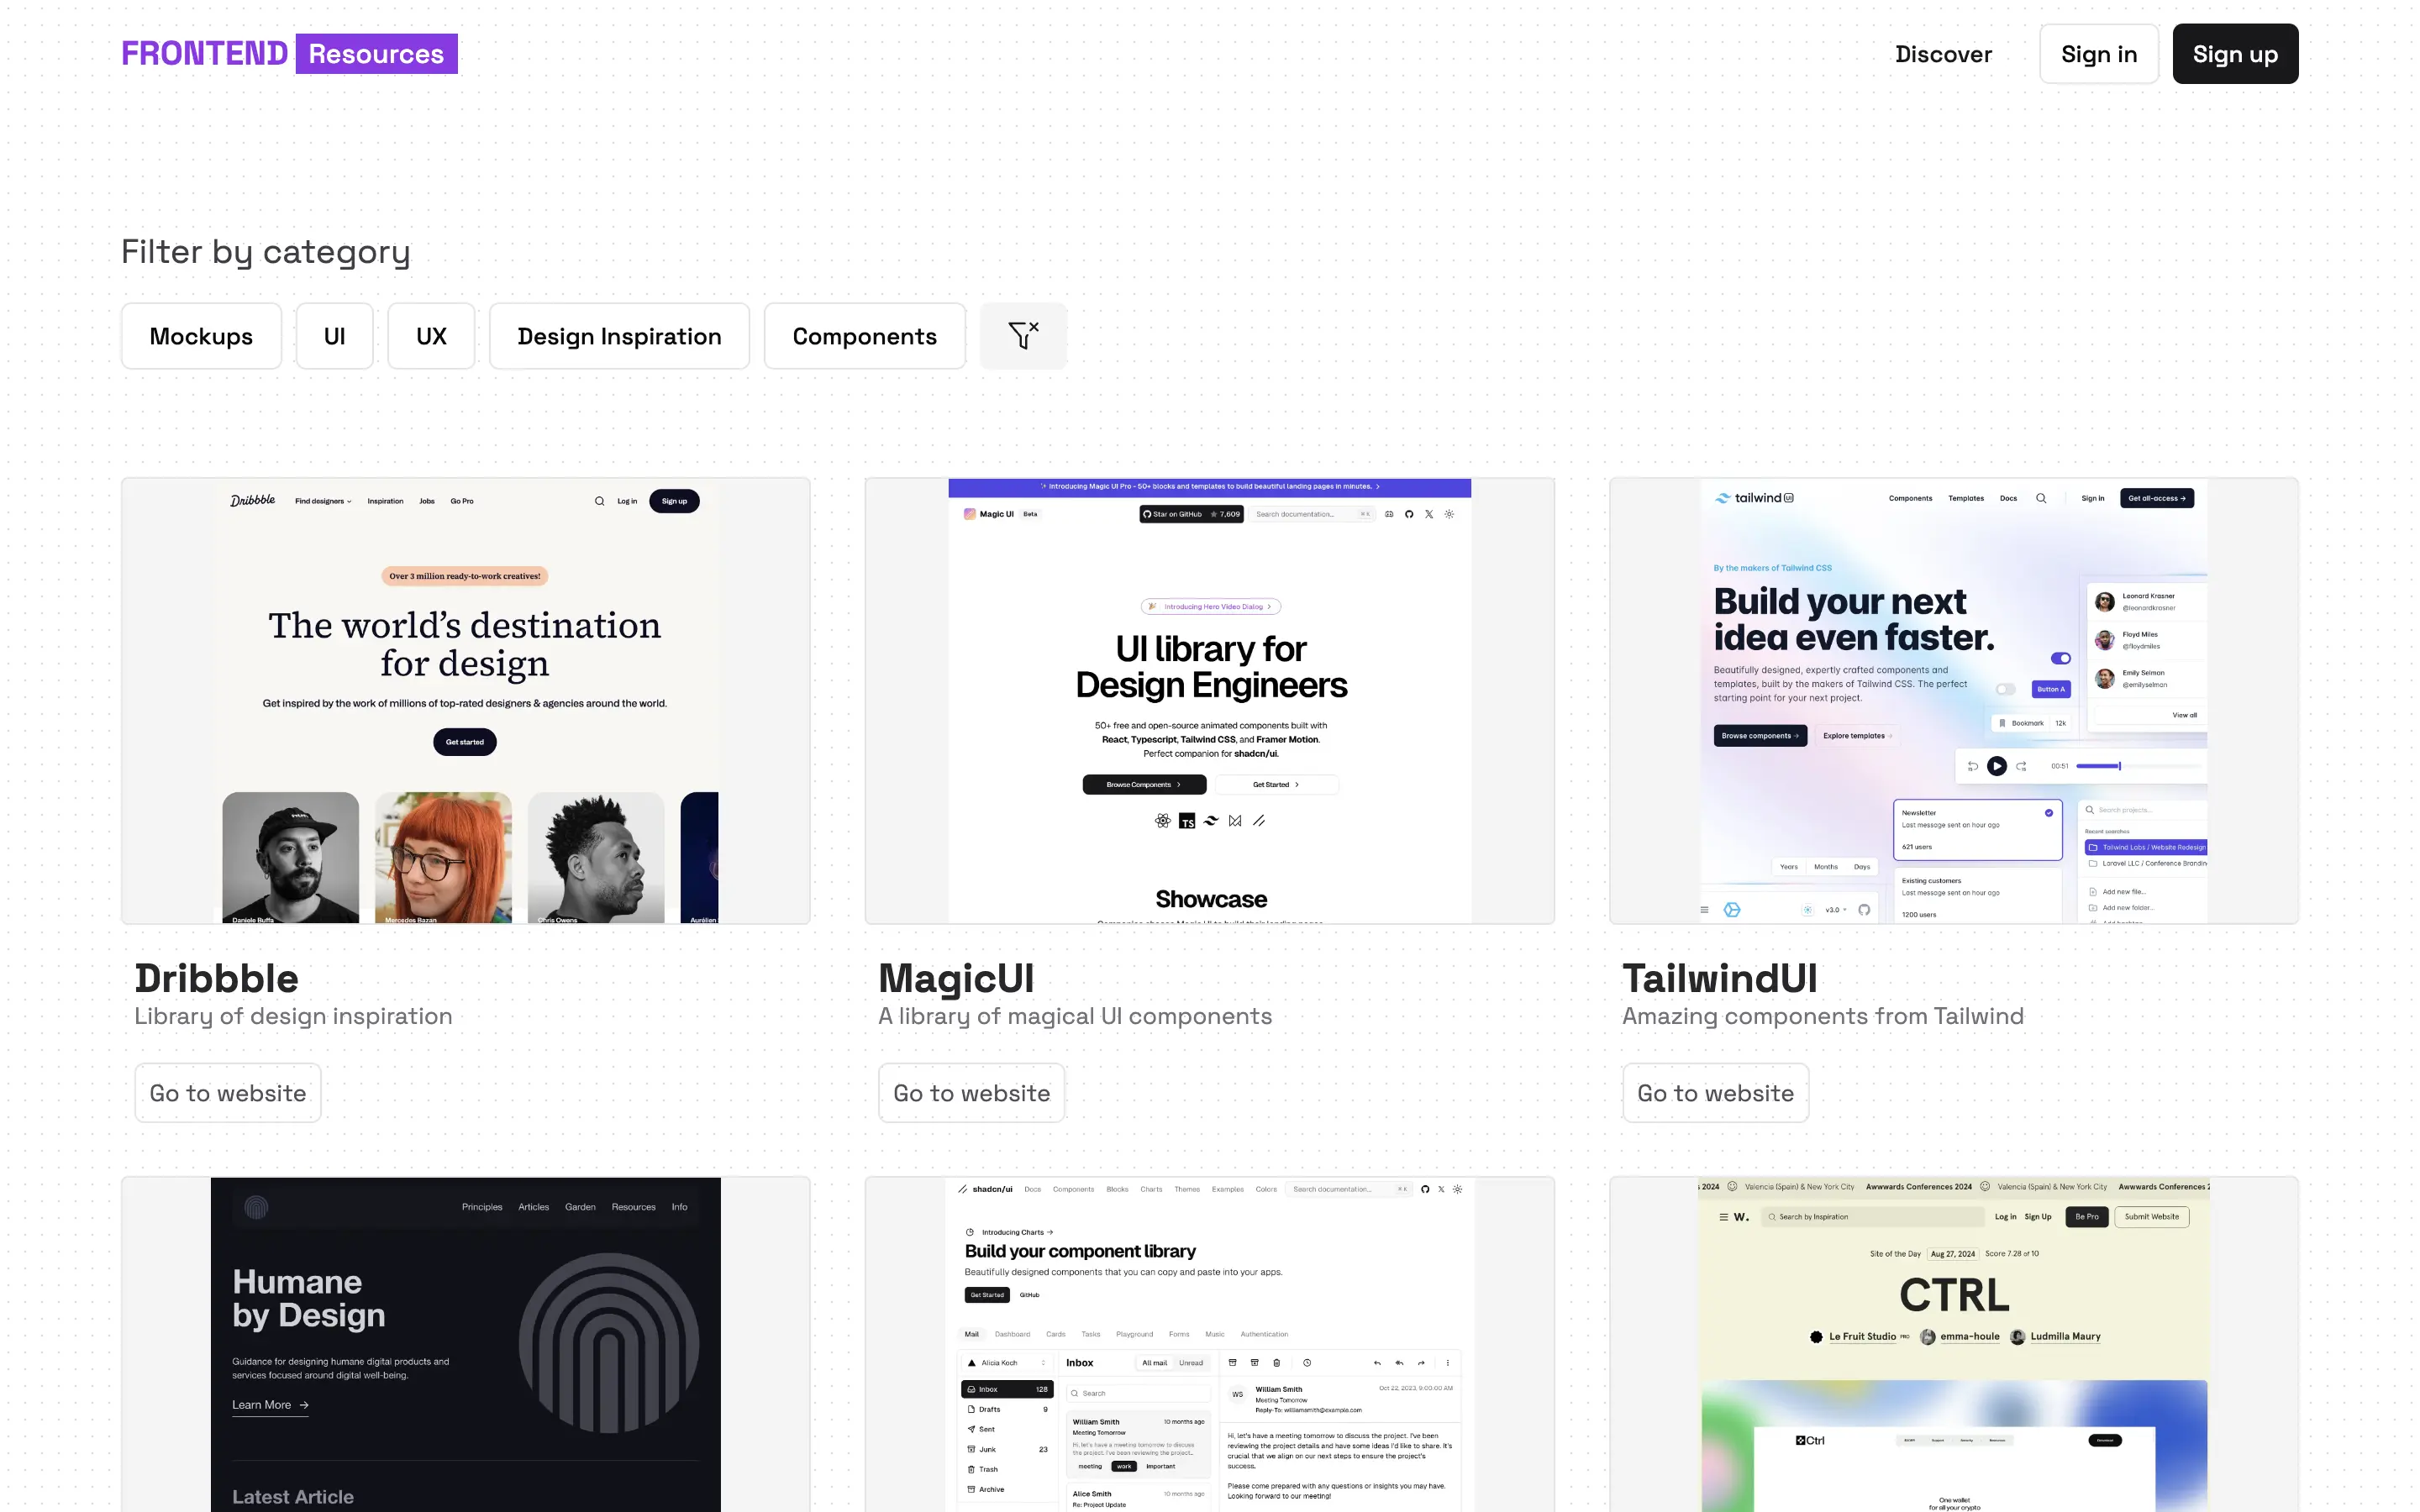 FRONTEND Resources
Discover
Sign in
Sign up
Filter by category
Mockups
UI
UX
Design Inspiration
Components
Dribbble
Find designers
Inspiration
Jobs
Go Pro
Log in
Sign up
Over 3 million ready-to-work creatives!
The world's destination
for design
Get inspired by the work of millions of top-rated designers & agencies around the world.
Get started
Daniele Buffa
Mercedes Bazan
Chris Owens
Aurélien
Introducing Magic UI Pro - 50+ blocks and templates to build beautiful landing pages in minutes.
Magic UI
Beta
Star on GitHub
7,609
Search documentation...
⌘ K
Introducing Hero Video Dialog
UI library for
Design Engineers
50+ free and open-source animated components built with
React, Typescript, Tailwind CSS, and Framer Motion.
Perfect companion for shadcn/ui.
Browse Components
Get Started
TS
Showcase
tailwind UI
Components
Templates
Docs
Sign in
Get all-access →
By the makers of Tailwind CSS
Build your next
idea even faster.
Beautifully designed, expertly crafted components and
templates, built by the makers of Tailwind CSS. The perfect
starting point for your next project.
Browse components →
Explore templates →
Leonard Krasner
@leonardkrasner
Floyd Miles
@floydmiles
Emily Selman
@emilyselman
View all
Button A
Bookmark
12k
00:51
Newsletter
Last message sent an hour ago
621 users
Existing customers
Last message sent an hour ago
1200 users
Years
Months
Days
v3.0
Search projects...
Recent searches
Tailwind Labs / Website Redesign
Laravel LLC / Conference Brandin
Add new file...
Add new folder...
Dribbble
Library of design inspiration
Go to website
MagicUI
A library of magical UI components
Go to website
TailwindUI
Amazing components from Tailwind
Go to website
Principles
Articles
Garden
Resources
Info
Humane
by Design
Guidance for designing humane digital products and
services focused around digital well-being.
Learn More →
Latest Article
shadcn/ui
Docs
Components
Blocks
Charts
Themes
Examples
Colors
Search documentation...
⌘ K
Introducing Charts →
Build your component library
Beautifully designed components that you can copy and paste into your apps.
Get Started
GitHub
Mail
Dashboard
Cards
Tasks
Playground
Forms
Music
Authentication
Alicia Koch
Inbox
All mail
Unread
Inbox
128
Drafts
9
Sent
Junk
23
Trash
Archive
Search
William Smith
10 months ago
Meeting Tomorrow
Hi, let's have a meeting tomorrow to discuss
the project. I've been reviewing the project...
meeting
work
important
Alice Smith
10 months ago
Re: Project Update
WS
William Smith
Oct 22, 2023, 9:00:00 AM
Meeting Tomorrow
Reply-To: williamsmith@example.com
Hi, let's have a meeting tomorrow to discuss the project. I've been
reviewing the project details and have some ideas I'd like to share. It's
crucial that we align on our next steps to ensure the project's
success.
Please come prepared with any questions or insights you may have.
Looking forward to our meeting!
2024
Valencia (Spain) & New York City
Awwwards Conferences 2024
Valencia (Spain) & New York City
Awwwards Conferences
W.
Search by Inspiration
Log in
Sign Up
Be Pro
Submit Website
Site of the Day
Aug 27, 2024
Score 7.28 of 10
CTRL
Le Fruit Studio PRO
emma-houle
Ludmilla Maury
Ctrl
One wallet
for all your crypto